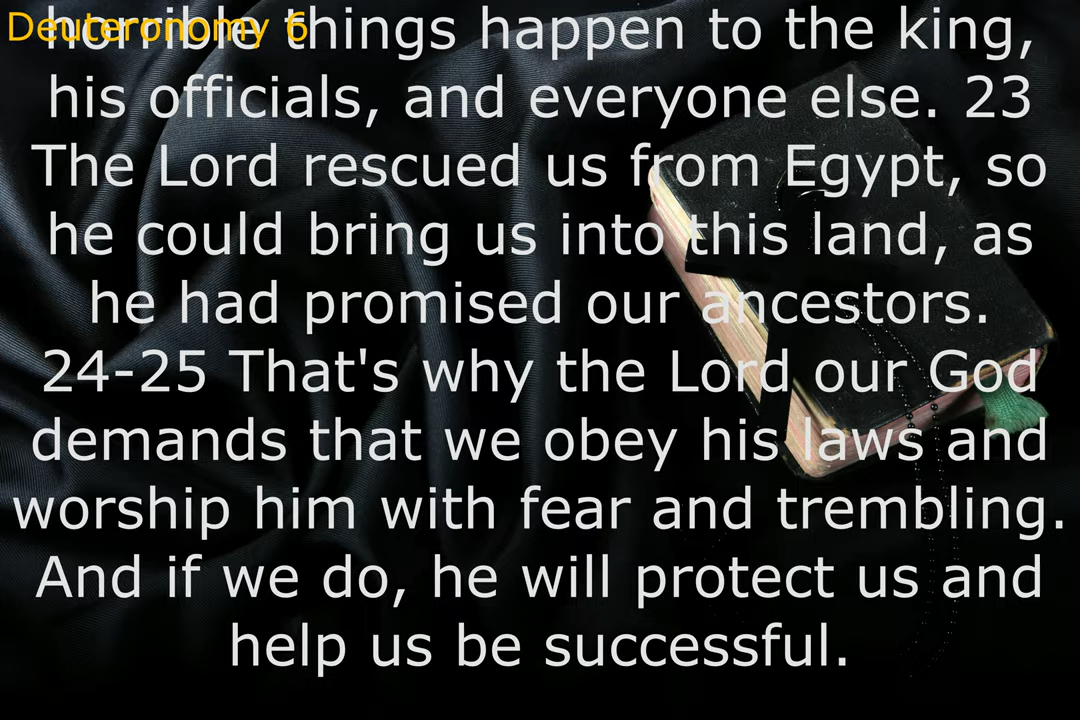 Deuteronomy 6
horrible things happen to the king,
his officials, and everyone else. 23
The Lord rescued us from Egypt, so
he could bring us into this land, as
he had promised our ancestors.
24-25 That's why the Lord our God
demands that we obey his laws and
worship him with fear and trembling.
And if we do, he will protect us and
help us be successful.